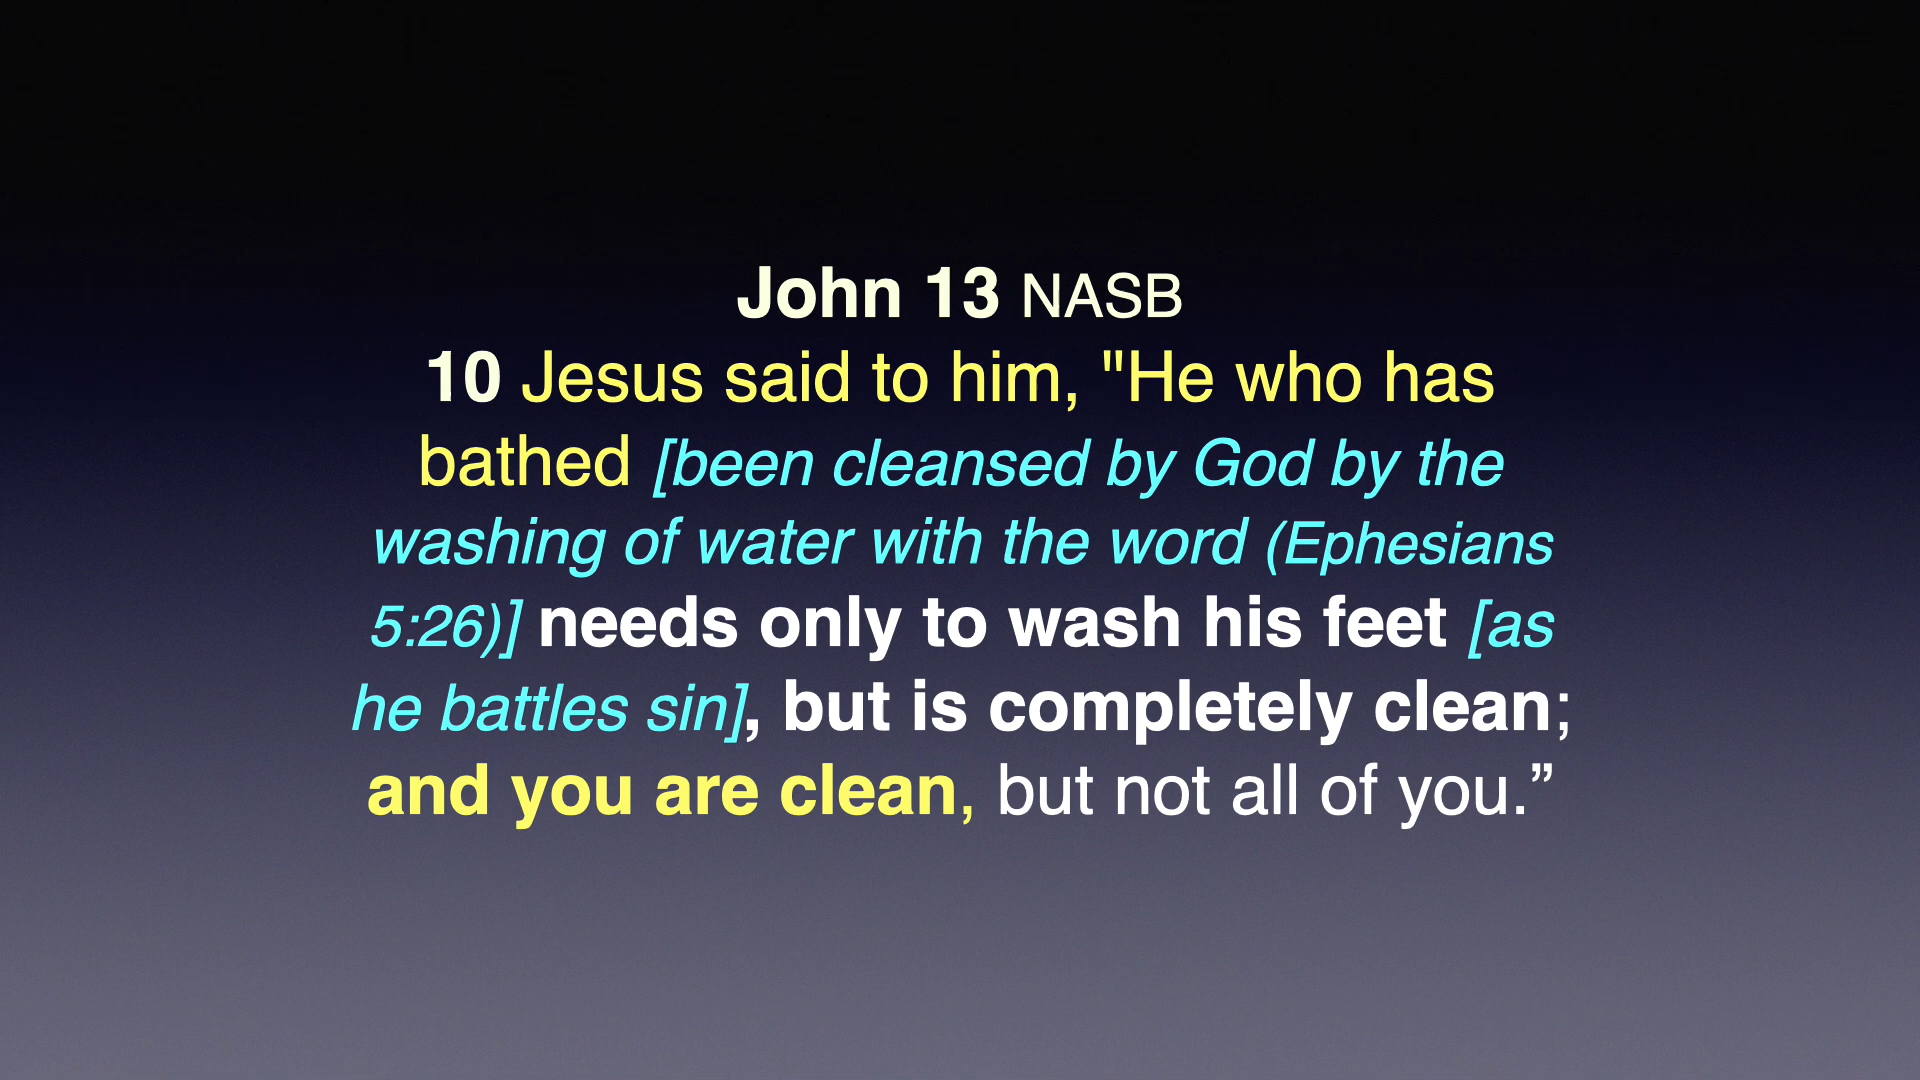 John 13 NASB
10 Jesus said to him, "He who has
bathed [been cleansed by God by the
washing of water with the word (Ephesians
5:26)] needs only to wash his feet [as
he battles sin], but is completely clean;
and you are clean, but not all of you.”